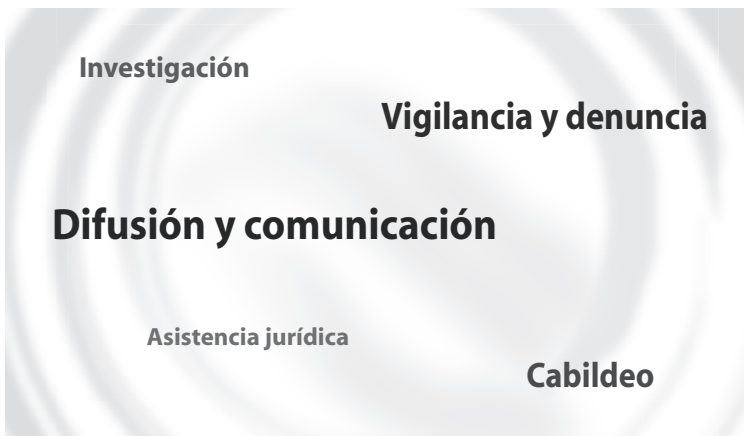 Investigación
Vigilancia y denuncia
Difusión y comunicación
Asistencia jurídica
Cabildeo